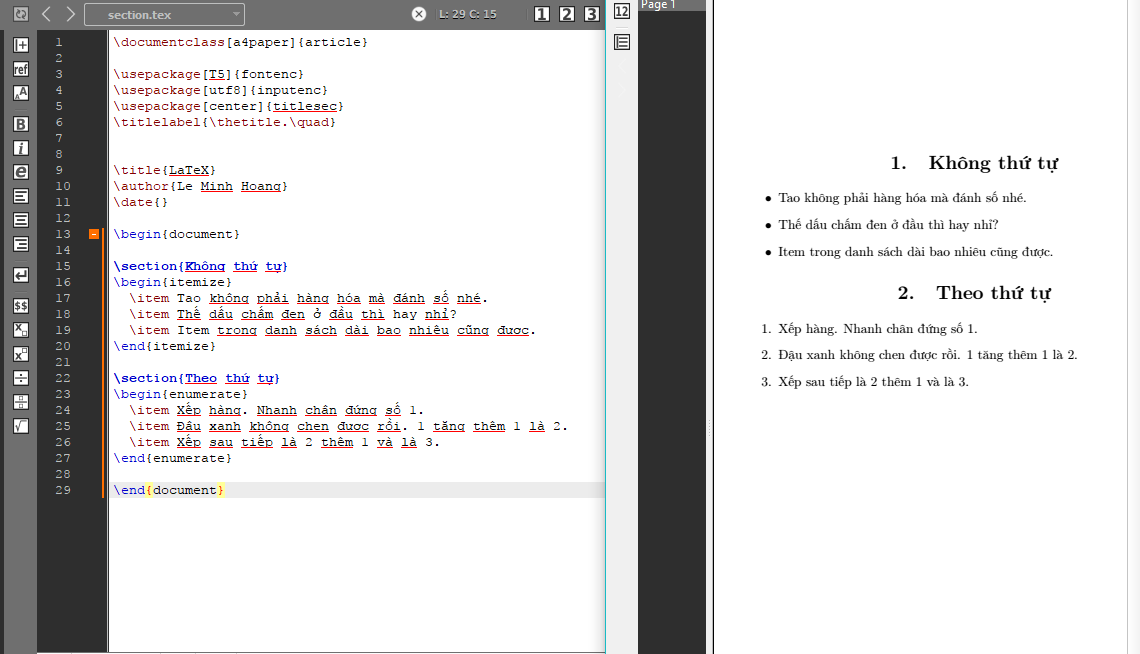 section.tex
L: 29 C: 15
1 2 3
12
Page 1
ref
AA
B
i
e
$$
1 \documentclass[a4paper]{article}
2
3 \usepackage[T5]{fontenc}
4 \usepackage[utf8]{inputenc}
5 \usepackage[center]{titlesec}
6 \titlelabel{\thetitle.\quad}
7
8
9 \title{LaTeX}
10 \author{Le Minh Hoang}
11 \date{}
12
13 \begin{document}
14
15 \section{Không thứ tự}
16 \begin{itemize}
17 \item Tao không phải hàng hóa mà đánh số nhé.
18 \item Thế dấu chấm đen ở đầu thì hay nhỉ?
19 \item Item trong danh sách dài bao nhiêu cũng được.
20 \end{itemize}
21
22 \section{Theo thứ tự}
23 \begin{enumerate}
24 \item Xếp hàng. Nhanh chân đứng số 1.
25 \item Đậu xanh không chen được rồi. 1 tăng thêm 1 là 2.
26 \item Xếp sau tiếp là 2 thêm 1 và là 3.
27 \end{enumerate}
28
29 \end{document}
1. Không thứ tự
• Tao không phải hàng hóa mà đánh số nhé.
• Thế dấu chấm đen ở đầu thì hay nhỉ?
• Item trong danh sách dài bao nhiêu cũng được.
2. Theo thứ tự
1. Xếp hàng. Nhanh chân đứng số 1.
2. Đậu xanh không chen được rồi. 1 tăng thêm 1 là 2.
3. Xếp sau tiếp là 2 thêm 1 và là 3.